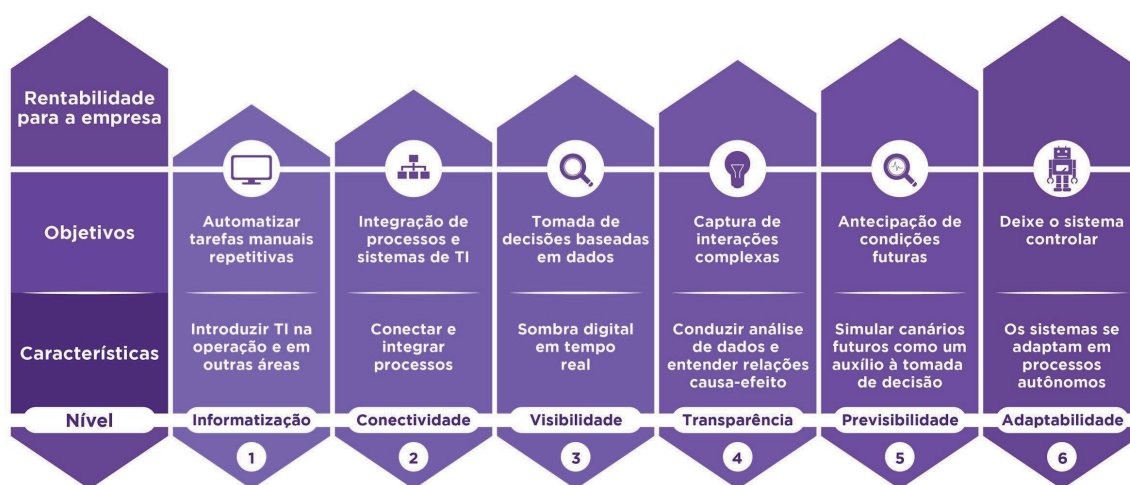 Rentabilidade
para a empresa
Objetivos
Automatizar
tarefas manuais
repetitivas
Integração de
processos e
sistemas de TI
Tomada de
decisões baseadas
em dados
Captura de
interações
complexas
Antecipação de
condições
futuras
Deixe o sistema
controlar
Características
Introduzir TI na
operação e em
outras áreas
Conectar e
integrar
processos
Sombra digital
em tempo
real
Conduzir análise
de dados e
entender relações
causa-efeito
Simular canários
futuros como um
auxílio à tomada
de decisão
Os sistemas se
adaptam em
processos
autônomos
Nível
Informatização
Conectividade
Visibilidade
Transparência
Previsibilidade
Adaptabilidade
1
2
3
4
5
6